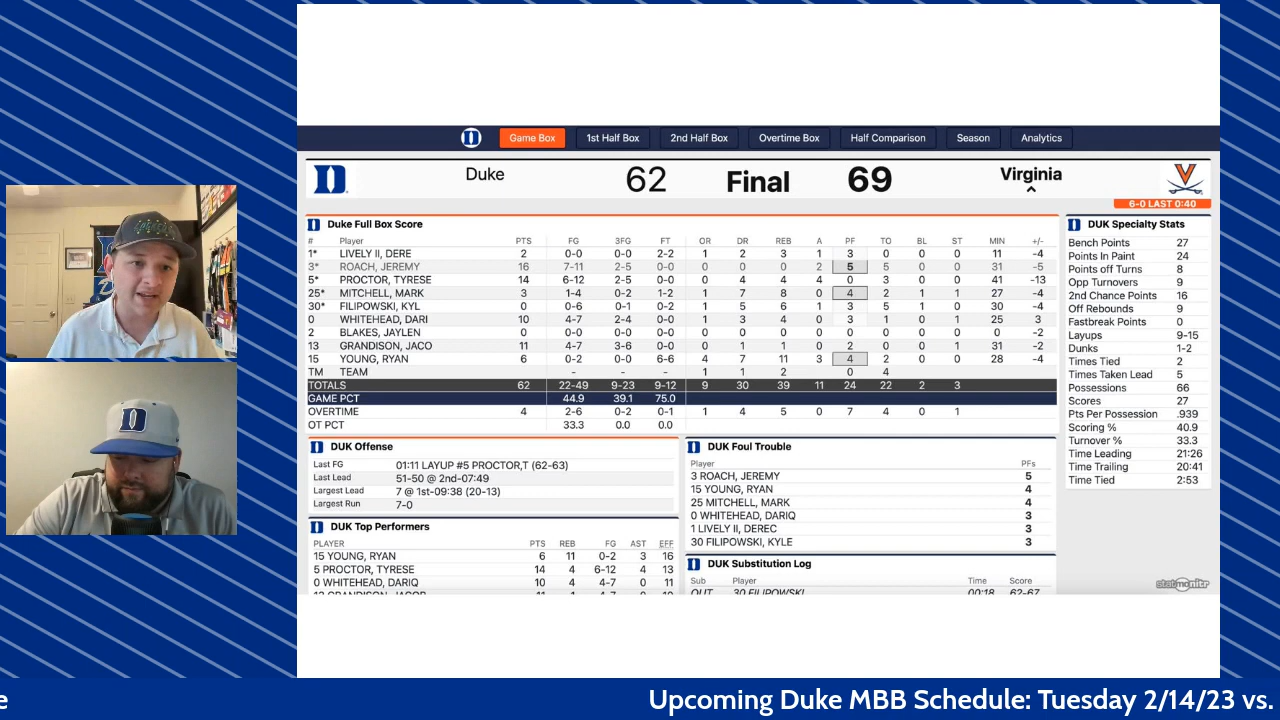 Game Box 1st Half Box 2nd Half Box Overtime Box Half Comparison Season Analytics
Duke 62 Final 69 Virginia
6-0 LAST 0:40
Duke Full Box Score
# Player PTS FG 3FG FT OR DR REB A PF TO BL ST MIN +/-
1* LIVELY II, DERE 2 0-0 0-0 2-2 1 2 3 1 3 0 0 0 11 -4
3* ROACH, JEREMY 16 7-11 2-5 0-0 0 0 0 2 5 5 0 0 31 -5
5* PROCTOR, TYRESE 14 6-12 2-5 0-0 0 4 4 4 0 3 0 0 41 -13
25* MITCHELL, MARK 3 1-4 0-2 1-2 1 7 8 0 4 2 1 1 27 -4
30* FILIPOWSKI, KYL 0 0-6 0-1 0-2 1 5 6 1 3 5 1 0 30 -4
0 WHITEHEAD, DARI 10 4-7 2-4 0-0 1 3 4 0 3 1 0 1 25 3
2 BLAKES, JAYLEN 0 0-0 0-0 0-0 0 0 0 0 0 0 0 0 0 -2
13 GRANDISON, JACO 11 4-7 3-6 0-0 0 1 1 0 2 0 0 1 31 -2
15 YOUNG, RYAN 6 0-2 0-0 6-6 4 7 11 3 4 2 0 0 28 -4
TM TEAM - - - 1 1 2 0 4
TOTALS 62 22-49 9-23 9-12 9 30 39 11 24 22 2 3
GAME PCT 44.9 39.1 75.0
OVERTIME 4 2-6 0-2 0-1 1 4 5 0 7 4 0 1
OT PCT 33.3 0.0 0.0
DUK Specialty Stats
Bench Points 27
Points In Paint 24
Points off Turns 8
Opp Turnovers 9
2nd Chance Points 16
Off Rebounds 9
Fastbreak Points 0
Layups 9-15
Dunks 1-2
Times Tied 2
Times Taken Lead 5
Possessions 66
Scores 27
Pts Per Possession .939
Scoring % 40.9
Turnover % 33.3
Time Leading 21:26
Time Trailing 20:41
Time Tied 2:53
DUK Offense
Last FG 01:11 LAYUP #5 PROCTOR,T (62-63)
Last Lead 51-50 @ 2nd-07:49
Largest Lead 7 @ 1st-09:38 (20-13)
Largest Run 7-0
DUK Top Performers
PLAYER PTS REB FG AST EFF
15 YOUNG, RYAN 6 11 0-2 3 16
5 PROCTOR, TYRESE 14 4 6-12 4 13
0 WHITEHEAD, DARIQ 10 4 4-7 0 11
DUK Foul Trouble
Player PFs
3 ROACH, JEREMY 5
15 YOUNG, RYAN 4
25 MITCHELL, MARK 4
0 WHITEHEAD, DARIQ 3
1 LIVELY II, DEREC 3
30 FILIPOWSKI, KYLE 3
DUK Substitution Log
Sub Player Time Score
OUT 30 FILIPOWSKI 00:18 62-67
statmonitr
e Upcoming Duke MBB Schedule: Tuesday 2/14/23 vs.